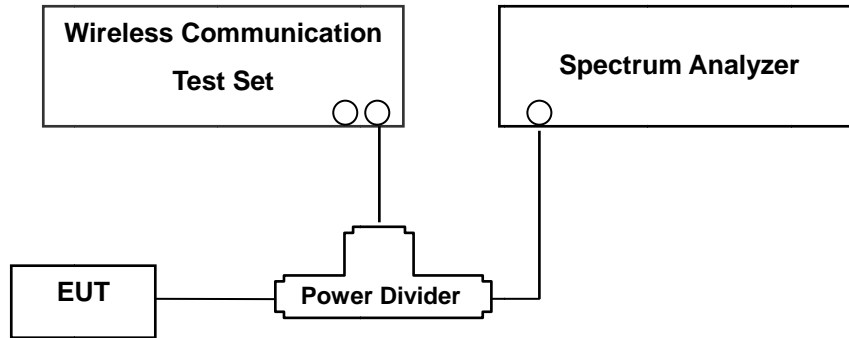 Wireless Communication
Test Set
Spectrum Analyzer
EUT
Power Divider